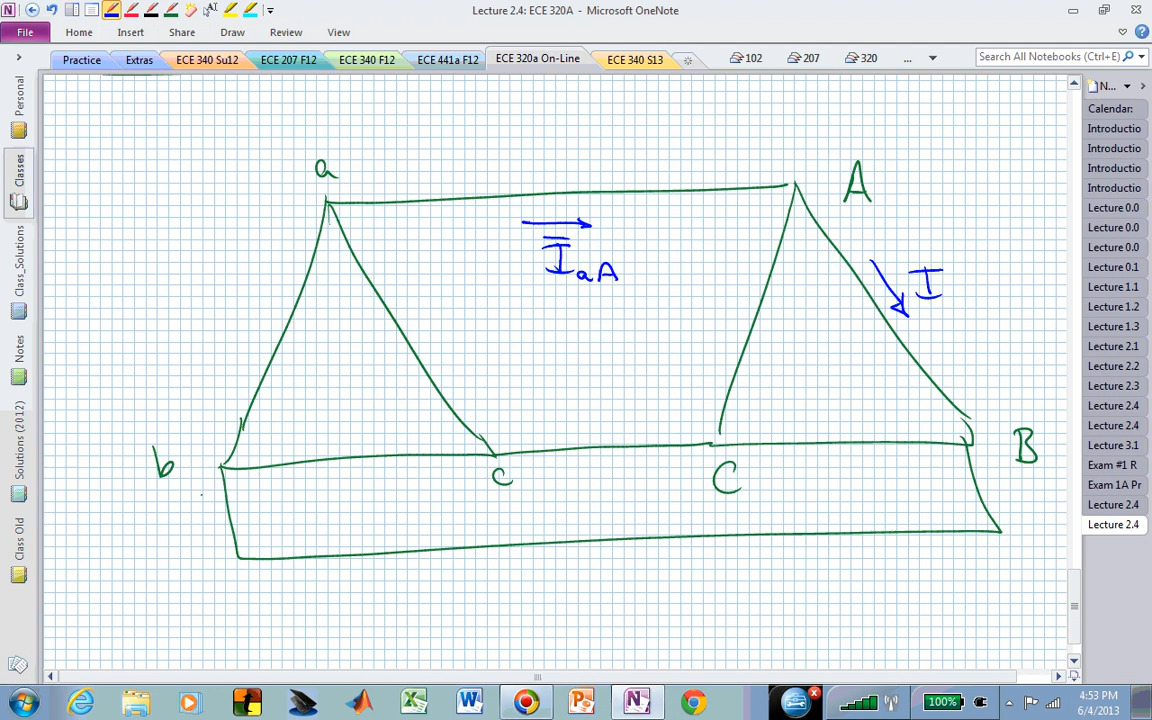 Lecture 2.4: ECE 320A - Microsoft OneNote
File Home Insert Share Draw Review View
Practice Extras ECE 340 Su12 ECE 207 F12 ECE 340 F12 ECE 441a F12 ECE 320a On-Line ECE 340 S13 102 207 320 ...
Search All Notebooks (Ctrl+E)
Personal
Classes
Class_Solutions
Notes
Solutions (2012)
Class Old
N...
Calendar:
Introductio
Introductio
Introductio
Introductio
Lecture 0.0
Lecture 0.0
Lecture 0.0
Lecture 0.1
Lecture 1.1
Lecture 1.2
Lecture 1.3
Lecture 2.1
Lecture 2.2
Lecture 2.3
Lecture 2.4
Lecture 2.4
Lecture 3.1
Exam #1 R
Exam 1A Pr
Lecture 2.4
Lecture 2.4
a A
I aA
I
b c C B
100%
4:53 PM
6/4/2013